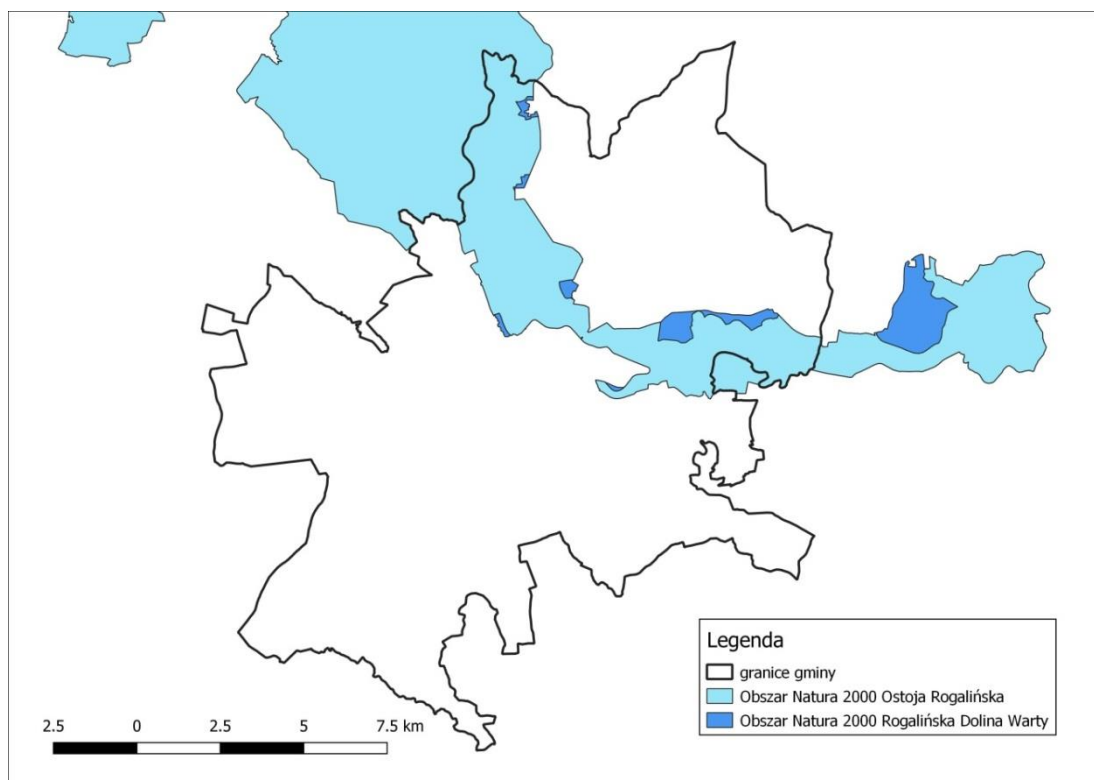 Legenda
granice gminy
Obszar Natura 2000 Ostoja Rogalińska
Obszar Natura 2000 Rogalińska Dolina Warty
2.5 0 2.5 5 7.5 km